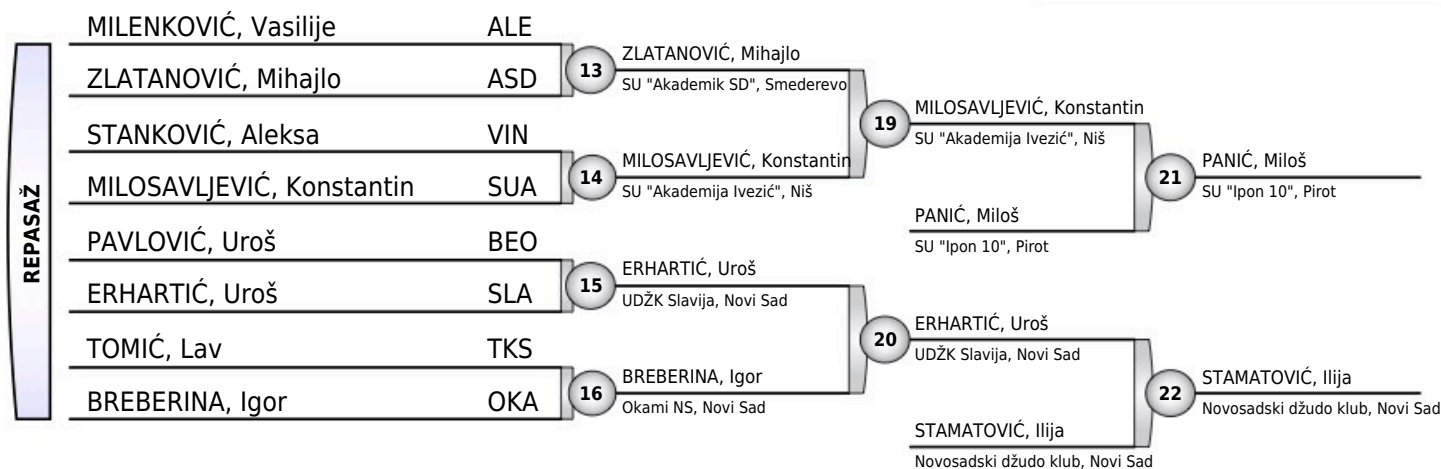 REPASAŽ
MILENKOVIĆ, Vasilije ALE
ZLATANOVIĆ, Mihajlo ASD
STANKOVIĆ, Aleksa VIN
MILOSAVLJEVIĆ, Konstantin SUA
PAVLOVIĆ, Uroš BEO
ERHARTIĆ, Uroš SLA
TOMIĆ, Lav TKS
BREBERINA, Igor OKA
13
ZLATANOVIĆ, Mihajlo
SU "Akademik SD", Smederevo
14
MILOSAVLJEVIĆ, Konstantin
SU "Akademija Ivezić", Niš
15
ERHARTIĆ, Uroš
UDŽK Slavija, Novi Sad
16
BREBERINA, Igor
Okami NS, Novi Sad
19
MILOSAVLJEVIĆ, Konstantin
SU "Akademija Ivezić", Niš
PANIĆ, Miloš
SU "Ipon 10", Pirot
20
ERHARTIĆ, Uroš
UDŽK Slavija, Novi Sad
STAMATOVIĆ, Ilija
Novosadski džudo klub, Novi Sad
21
PANIĆ, Miloš
SU "Ipon 10", Pirot
22
STAMATOVIĆ, Ilija
Novosadski džudo klub, Novi Sad